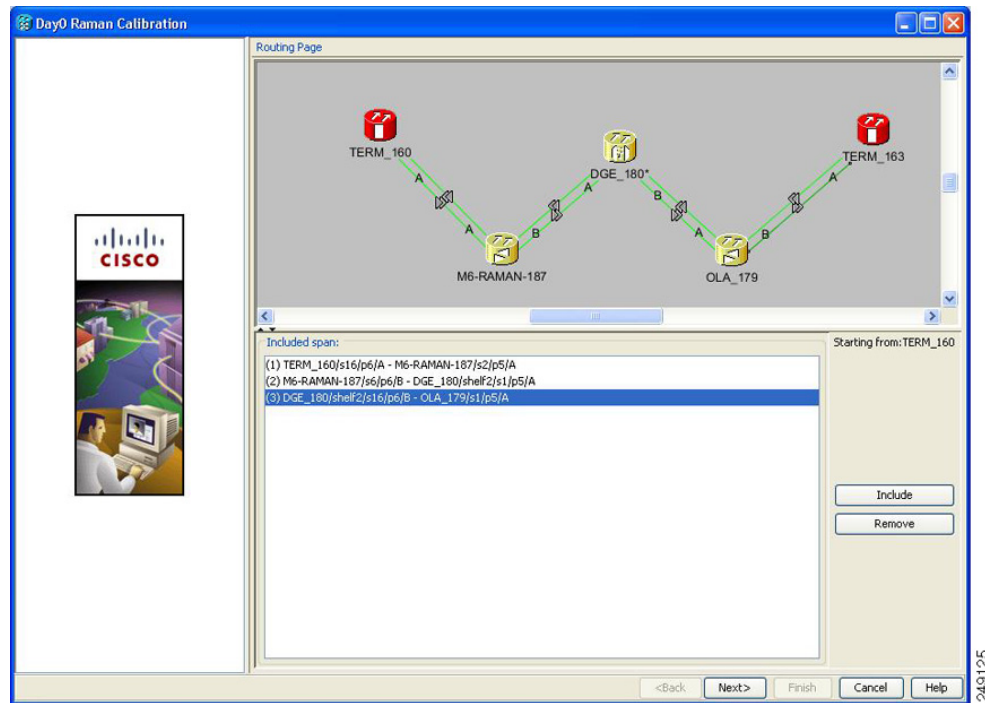 Day0 Raman Calibration
CISCO
Routing Page
TERM_160
TERM_163
DGE_180*
A
A
A
B
A
B
A
B
M6-RAMAN-187
OLA_179
Included span:
Starting from:TERM_160
(1) TERM_160/s16/p6/A - M6-RAMAN-187/s2/p5/A
(2) M6-RAMAN-187/s6/p6/B - DGE_180/shelf2/s1/p5/A
(3) DGE_180/shelf2/s16/p6/B - OLA_179/s1/p5/A
Include
Remove
<Back
Next>
Finish
Cancel
Help
249125